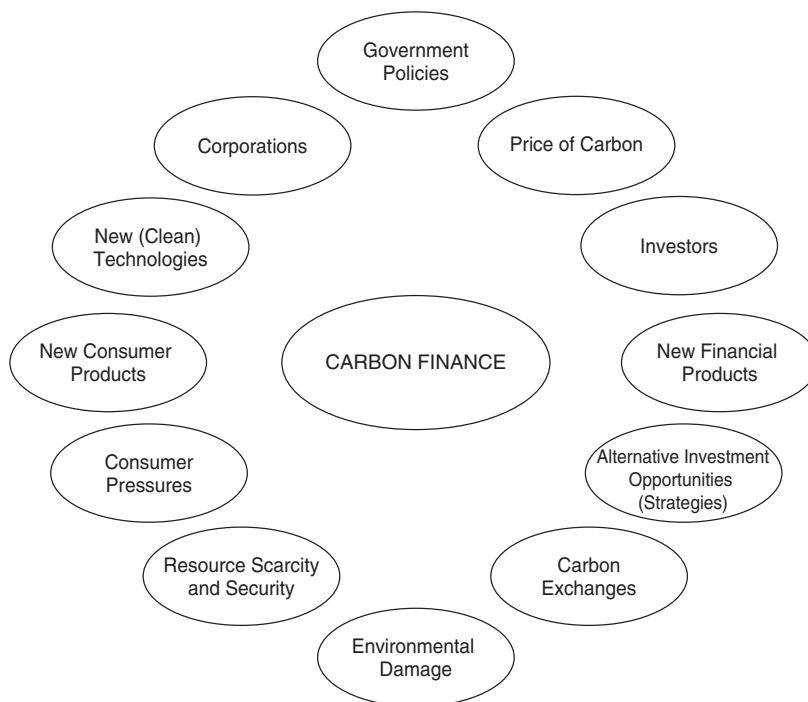 Government
Policies
Corporations
Price of Carbon
New (Clean)
Technologies
Investors
New Consumer
Products
CARBON FINANCE
New Financial
Products
Consumer
Pressures
Alternative Investment
Opportunities
(Strategies)
Resource Scarcity
and Security
Carbon
Exchanges
Environmental
Damage